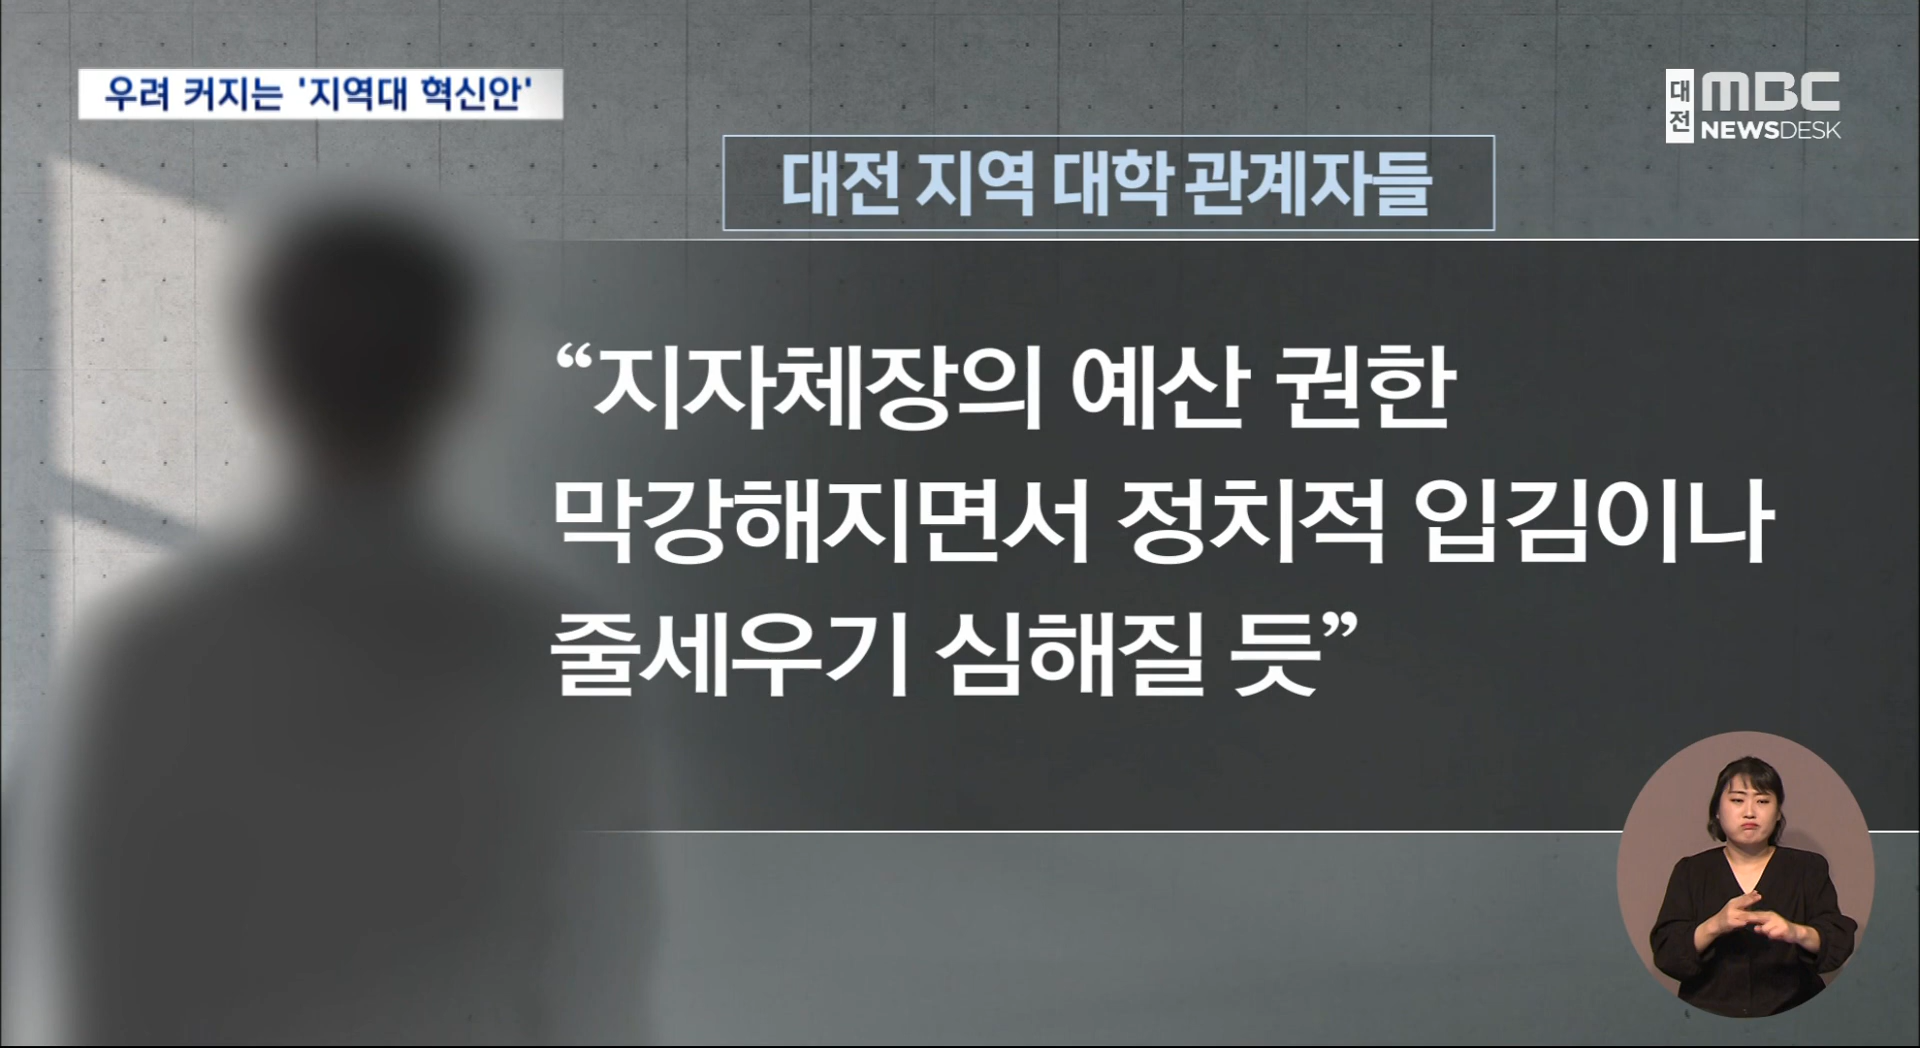 우려 커지는 '지역대 혁신안'
대전 MBC
NEWSDESK
대전 지역 대학 관계자들
“지자체장의 예산 권한
막강해지면서 정치적 입김이나
줄세우기 심해질 듯”